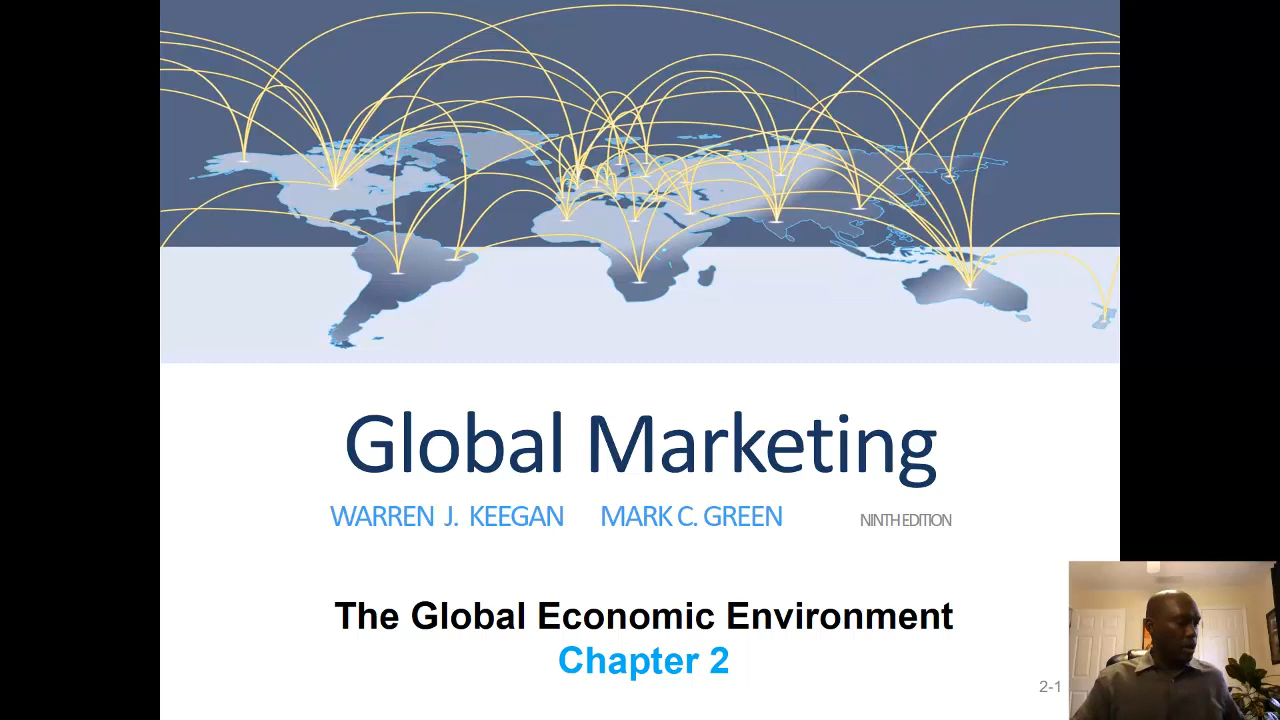 Global Marketing
WARREN J. KEEGAN MARK C. GREEN NINTH EDITION
The Global Economic Environment
Chapter 2
2-1